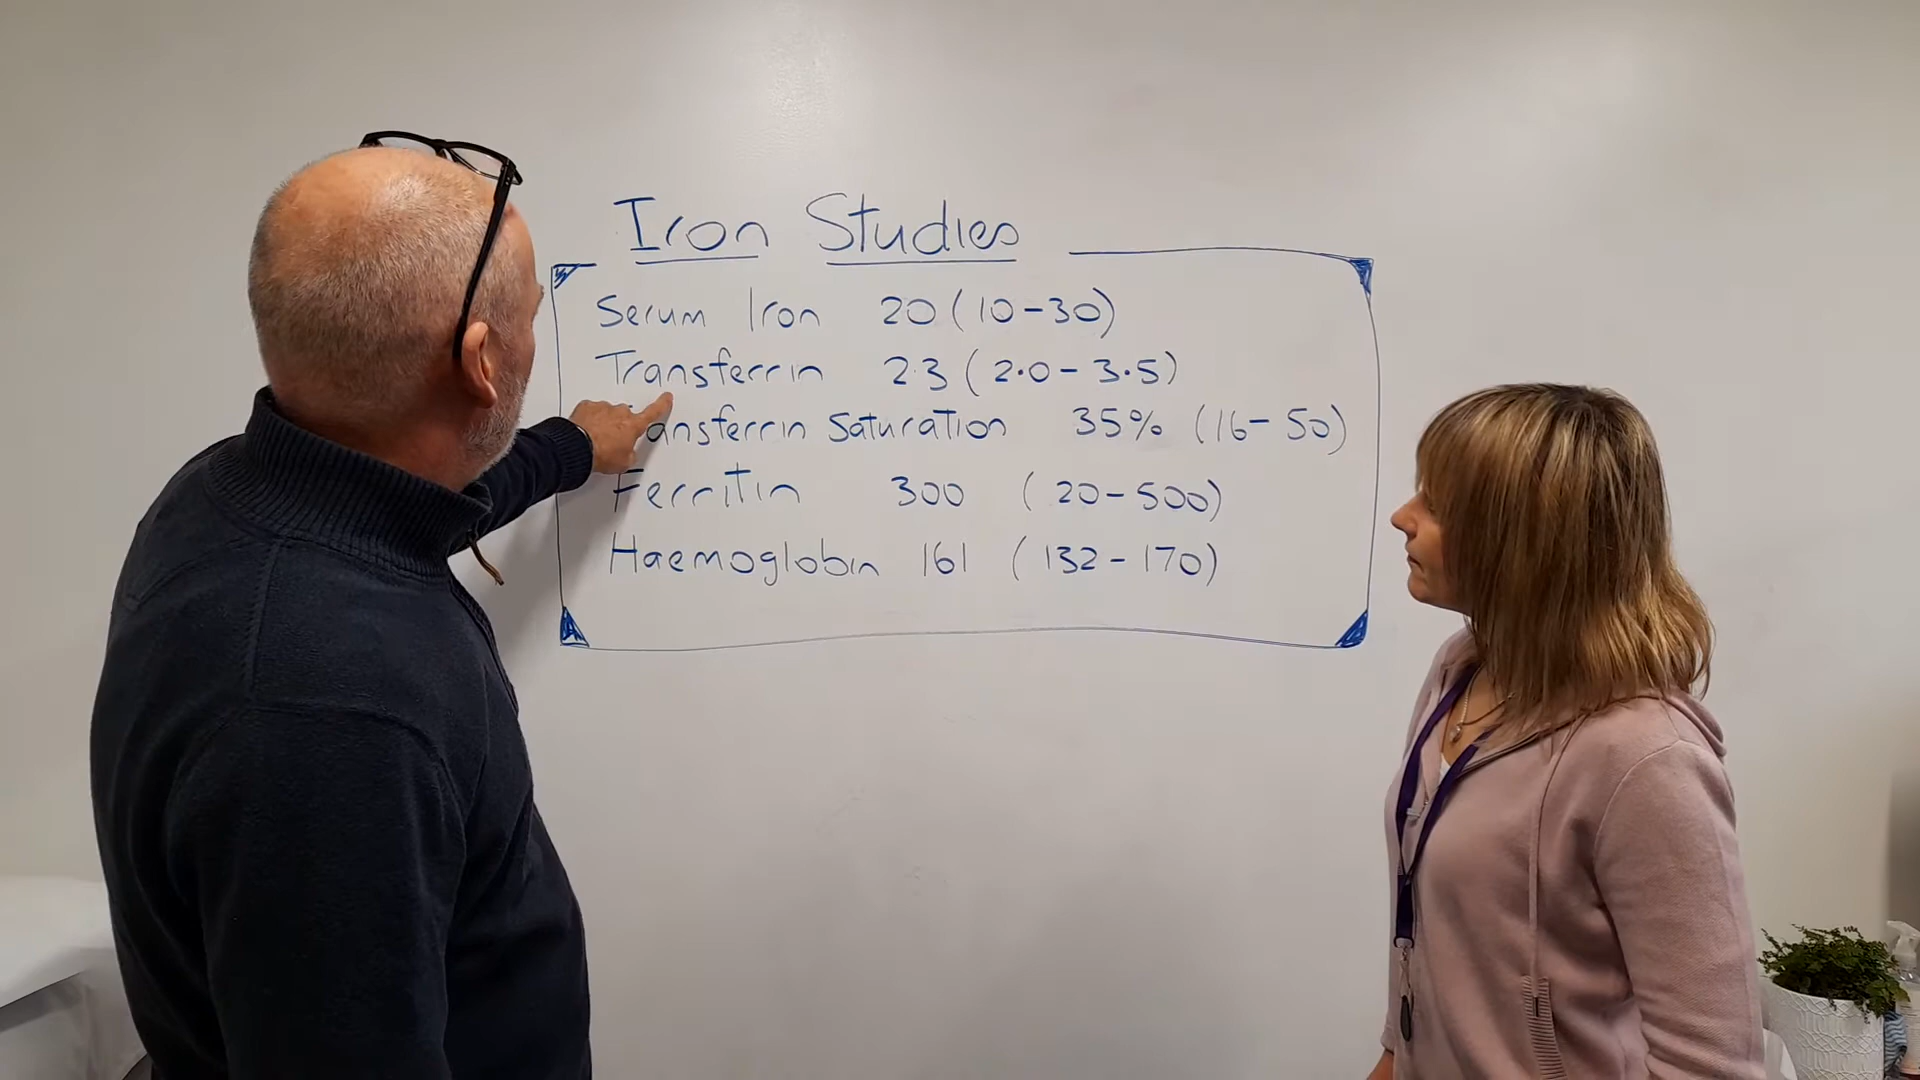 Iron Studies
Serum Iron 20 (10-30)
Transferrin 2.3 (2.0-3.5)
Transferrin Saturation 35% (16-50)
Ferritin 300 (20-500)
Haemoglobin 161 (132-170)